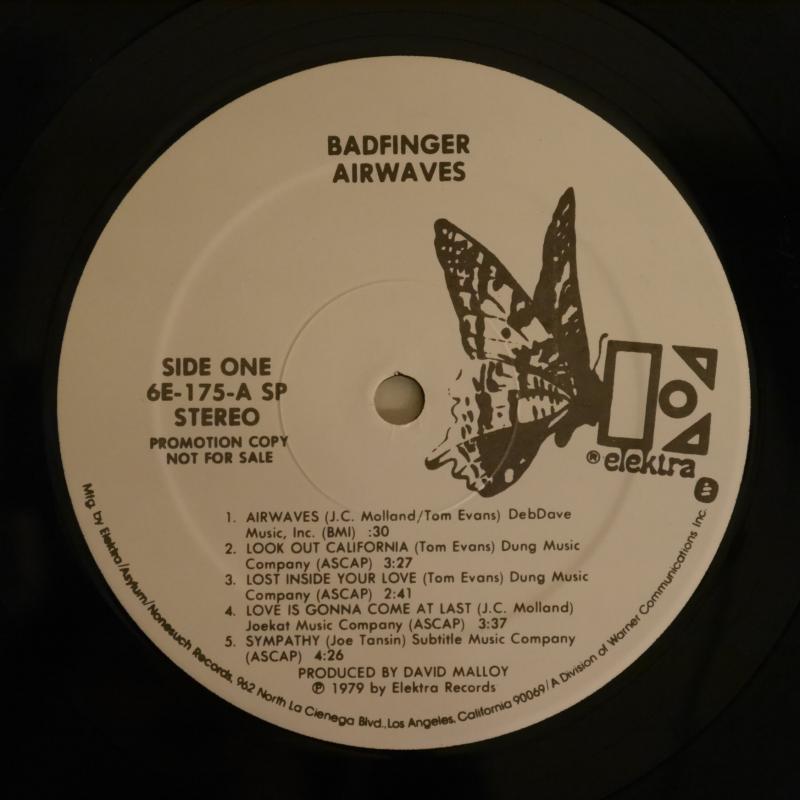 BADFINGER
AIRWAVES
SIDE ONE
6E-175-A SP
STEREO
PROMOTION COPY
NOT FOR SALE
® elektra
1. AIRWAVES (J.C. Molland/Tom Evans) DebDave
Music, Inc. (BMI) :30
2. LOOK OUT CALIFORNIA (Tom Evans) Dung Music
Company (ASCAP) 3:27
3. LOST INSIDE YOUR LOVE (Tom Evans) Dung Music
Company (ASCAP) 2:41
4. LOVE IS GONNA COME AT LAST (J.C. Molland)
Joekat Music Company (ASCAP) 3:37
5. SYMPATHY (Joe Tansin) Subtitle Music Company
(ASCAP) 4:26
PRODUCED BY DAVID MALLOY
℗ 1979 by Elektra Records
Mfg. by Elektra/Asylum/Nonesuch Records, 962 North La Cienega Blvd., Los Angeles, California 90069/A Division of Warner Communications Inc.